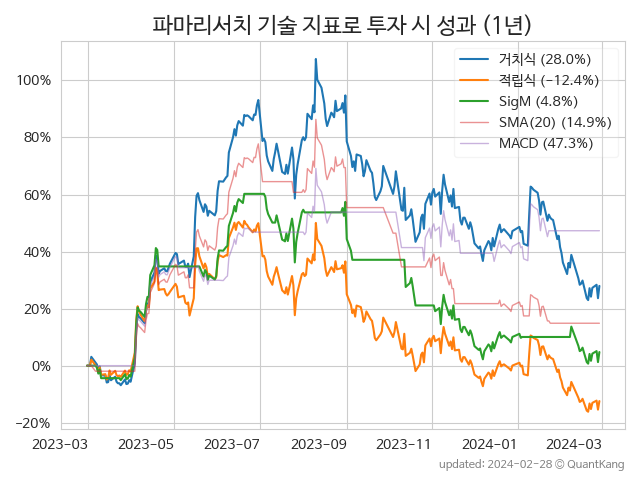 파마리서치 기술 지표로 투자 시 성과 (1년)
거치식 (28.0%)
적립식 (−12.4%)
SigM (4.8%)
SMA(20) (14.9%)
MACD (47.3%)
100%
80%
60%
40%
20%
0%
−20%
2023−03 2023−05 2023−07 2023−09 2023−11 2024−01 2024−03
updated: 2024−02−28 ⓒ QuantKang